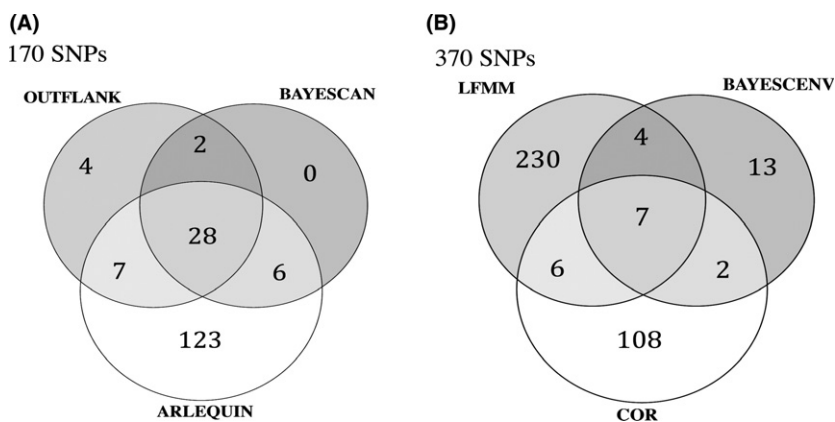 (A)
170 SNPs
OUTFLANK
BAYESCAN
4
2
0
28
7
6
123
ARLEQUIN
(B)
370 SNPs
LFMM
BAYESCENV
230
4
13
7
6
2
108
COR